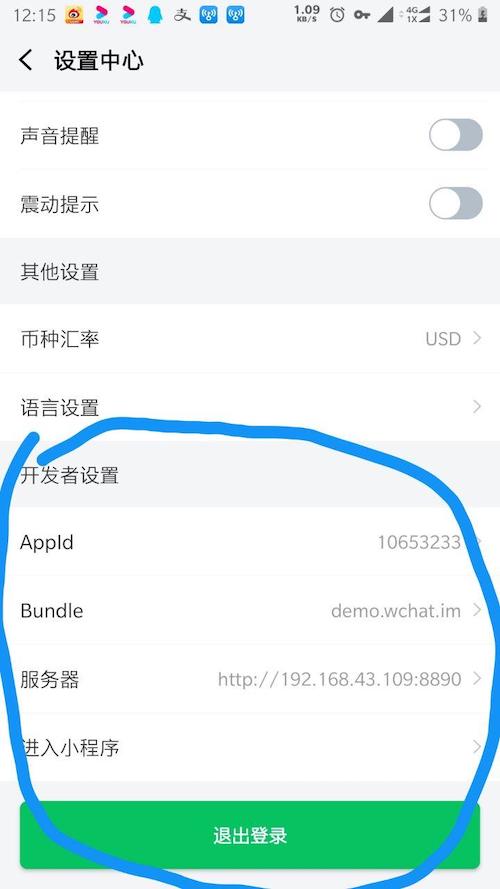 12:15 YOUKU YOUKU 支 1.09 KB/S 4G 1X 31%
设置中心
声音提醒
震动提示
其他设置
币种汇率 USD
语言设置
开发者设置
AppId 10653233
Bundle demo.wchat.im
服务器 http://192.168.43.109:8890
进入小程序
退出登录